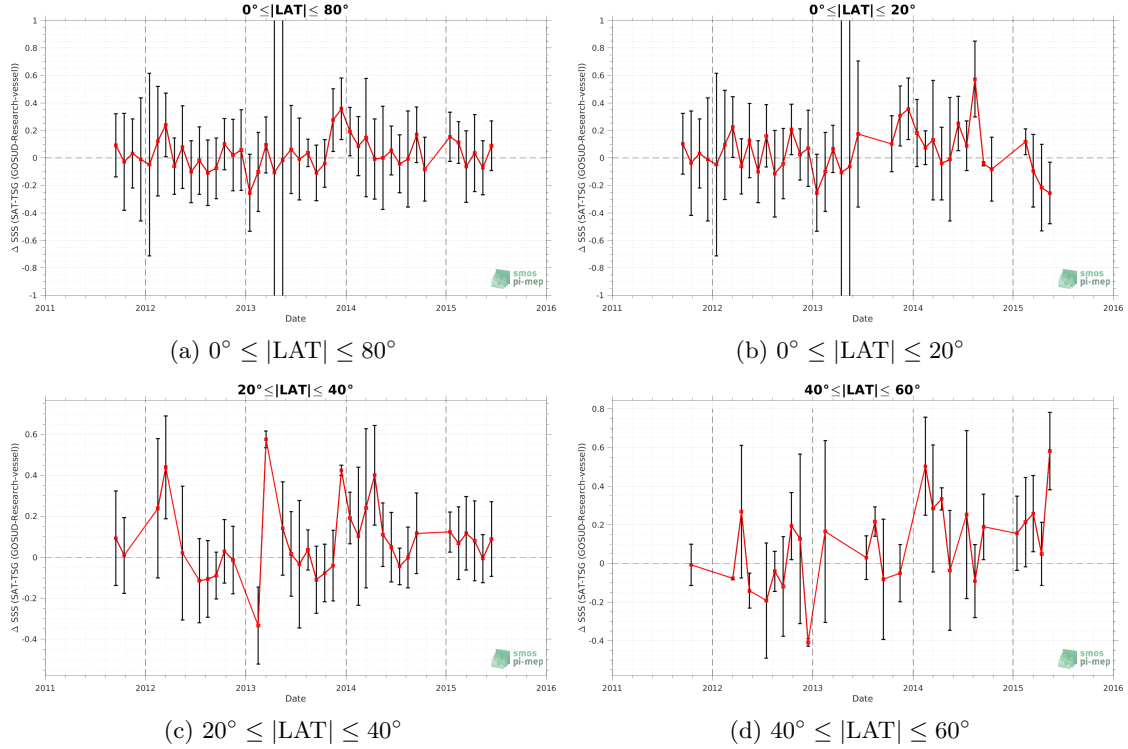 0°≤|LAT|≤ 80°
Δ SSS (SAT-TSG (GOSUD-Research-vessel))
1
0.8
0.6
0.4
0.2
0
-0.2
-0.4
-0.6
-0.8
-1
2011 2012 2013 2014 2015 2016
Date
smos
pi-mep
(a) 0° ≤ |LAT| ≤ 80°
0°≤|LAT|≤ 20°
Δ SSS (SAT-TSG (GOSUD-Research-vessel))
1
0.8
0.6
0.4
0.2
0
-0.2
-0.4
-0.6
-0.8
-1
2011 2012 2013 2014 2015 2016
Date
smos
pi-mep
(b) 0° ≤ |LAT| ≤ 20°
20°≤|LAT|≤ 40°
Δ SSS (SAT-TSG (GOSUD-Research-vessel))
0.6
0.4
0.2
0
-0.2
-0.4
2011 2012 2013 2014 2015 2016
Date
smos
pi-mep
(c) 20° ≤ |LAT| ≤ 40°
40°≤|LAT|≤ 60°
Δ SSS (SAT-TSG (GOSUD-Research-vessel))
0.8
0.6
0.4
0.2
0
-0.2
-0.4
2011 2012 2013 2014 2015 2016
Date
smos
pi-mep
(d) 40° ≤ |LAT| ≤ 60°